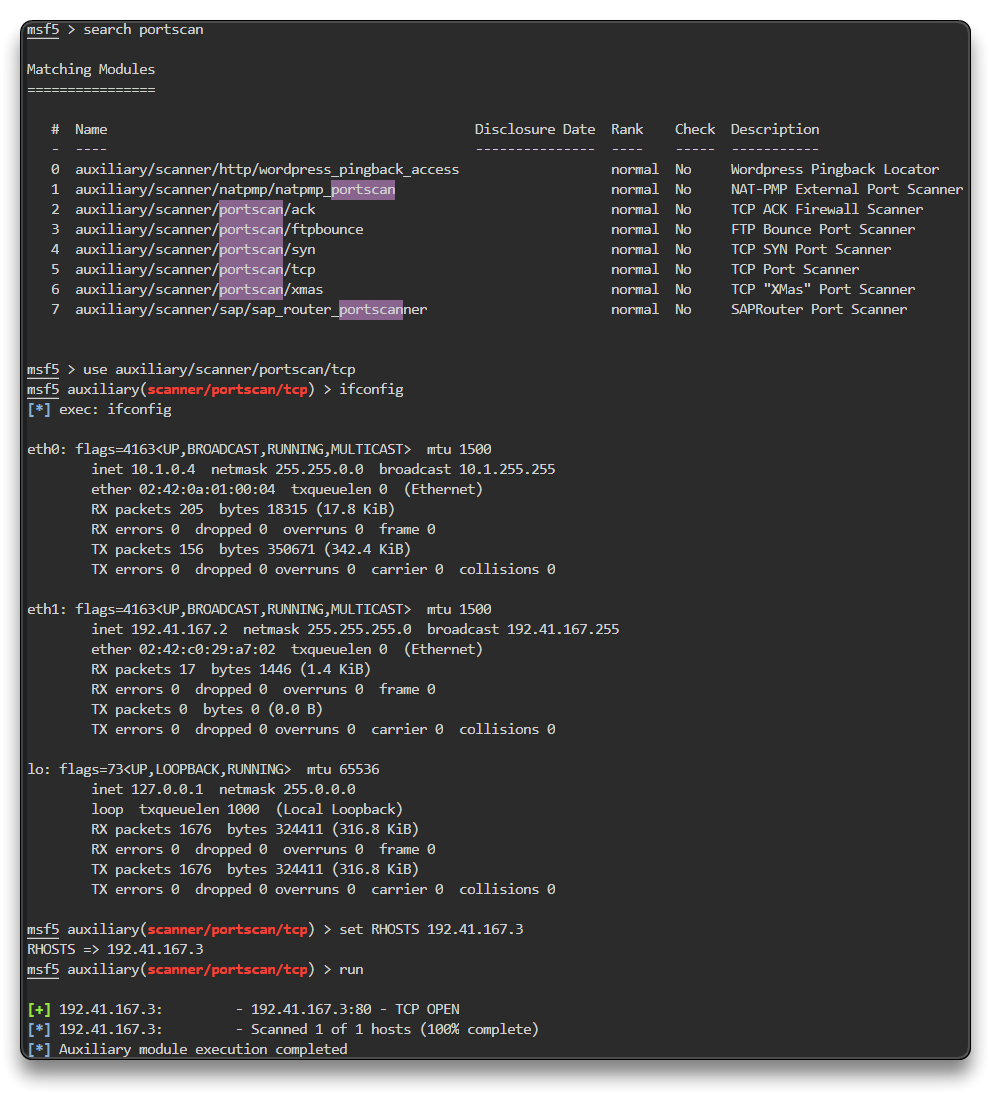 msf5 > search portscan
Matching Modules
================
#  Name                                              Disclosure Date  Rank    Check  Description
-  ----                                              ---------------  ----    -----  -----------
0  auxiliary/scanner/http/wordpress_pingback_access                   normal  No     Wordpress Pingback Locator
1  auxiliary/scanner/natpmp/natpmp_portscan                           normal  No     NAT-PMP External Port Scanner
2  auxiliary/scanner/portscan/ack                                     normal  No     TCP ACK Firewall Scanner
3  auxiliary/scanner/portscan/ftpbounce                               normal  No     FTP Bounce Port Scanner
4  auxiliary/scanner/portscan/syn                                     normal  No     TCP SYN Port Scanner
5  auxiliary/scanner/portscan/tcp                                     normal  No     TCP Port Scanner
6  auxiliary/scanner/portscan/xmas                                    normal  No     TCP "XMas" Port Scanner
7  auxiliary/scanner/sap/sap_router_portscanner                       normal  No     SAPRouter Port Scanner
msf5 > use auxiliary/scanner/portscan/tcp
msf5 auxiliary(scanner/portscan/tcp) > ifconfig
[*] exec: ifconfig
eth0: flags=4163<UP,BROADCAST,RUNNING,MULTICAST>  mtu 1500
inet 10.1.0.4  netmask 255.255.0.0  broadcast 10.1.255.255
ether 02:42:0a:01:00:04  txqueuelen 0  (Ethernet)
RX packets 205  bytes 18315 (17.8 KiB)
RX errors 0  dropped 0  overruns 0  frame 0
TX packets 156  bytes 350671 (342.4 KiB)
TX errors 0  dropped 0 overruns 0  carrier 0  collisions 0
eth1: flags=4163<UP,BROADCAST,RUNNING,MULTICAST>  mtu 1500
inet 192.41.167.2  netmask 255.255.255.0  broadcast 192.41.167.255
ether 02:42:c0:29:a7:02  txqueuelen 0  (Ethernet)
RX packets 17  bytes 1446 (1.4 KiB)
RX errors 0  dropped 0  overruns 0  frame 0
TX packets 0  bytes 0 (0.0 B)
TX errors 0  dropped 0 overruns 0  carrier 0  collisions 0
lo: flags=73<UP,LOOPBACK,RUNNING>  mtu 65536
inet 127.0.0.1  netmask 255.0.0.0
loop  txqueuelen 1000  (Local Loopback)
RX packets 1676  bytes 324411 (316.8 KiB)
RX errors 0  dropped 0  overruns 0  frame 0
TX packets 1676  bytes 324411 (316.8 KiB)
TX errors 0  dropped 0 overruns 0  carrier 0  collisions 0
msf5 auxiliary(scanner/portscan/tcp) > set RHOSTS 192.41.167.3
RHOSTS => 192.41.167.3
msf5 auxiliary(scanner/portscan/tcp) > run
[+] 192.41.167.3:         - 192.41.167.3:80 - TCP OPEN
[*] 192.41.167.3:         - Scanned 1 of 1 hosts (100% complete)
[*] Auxiliary module execution completed